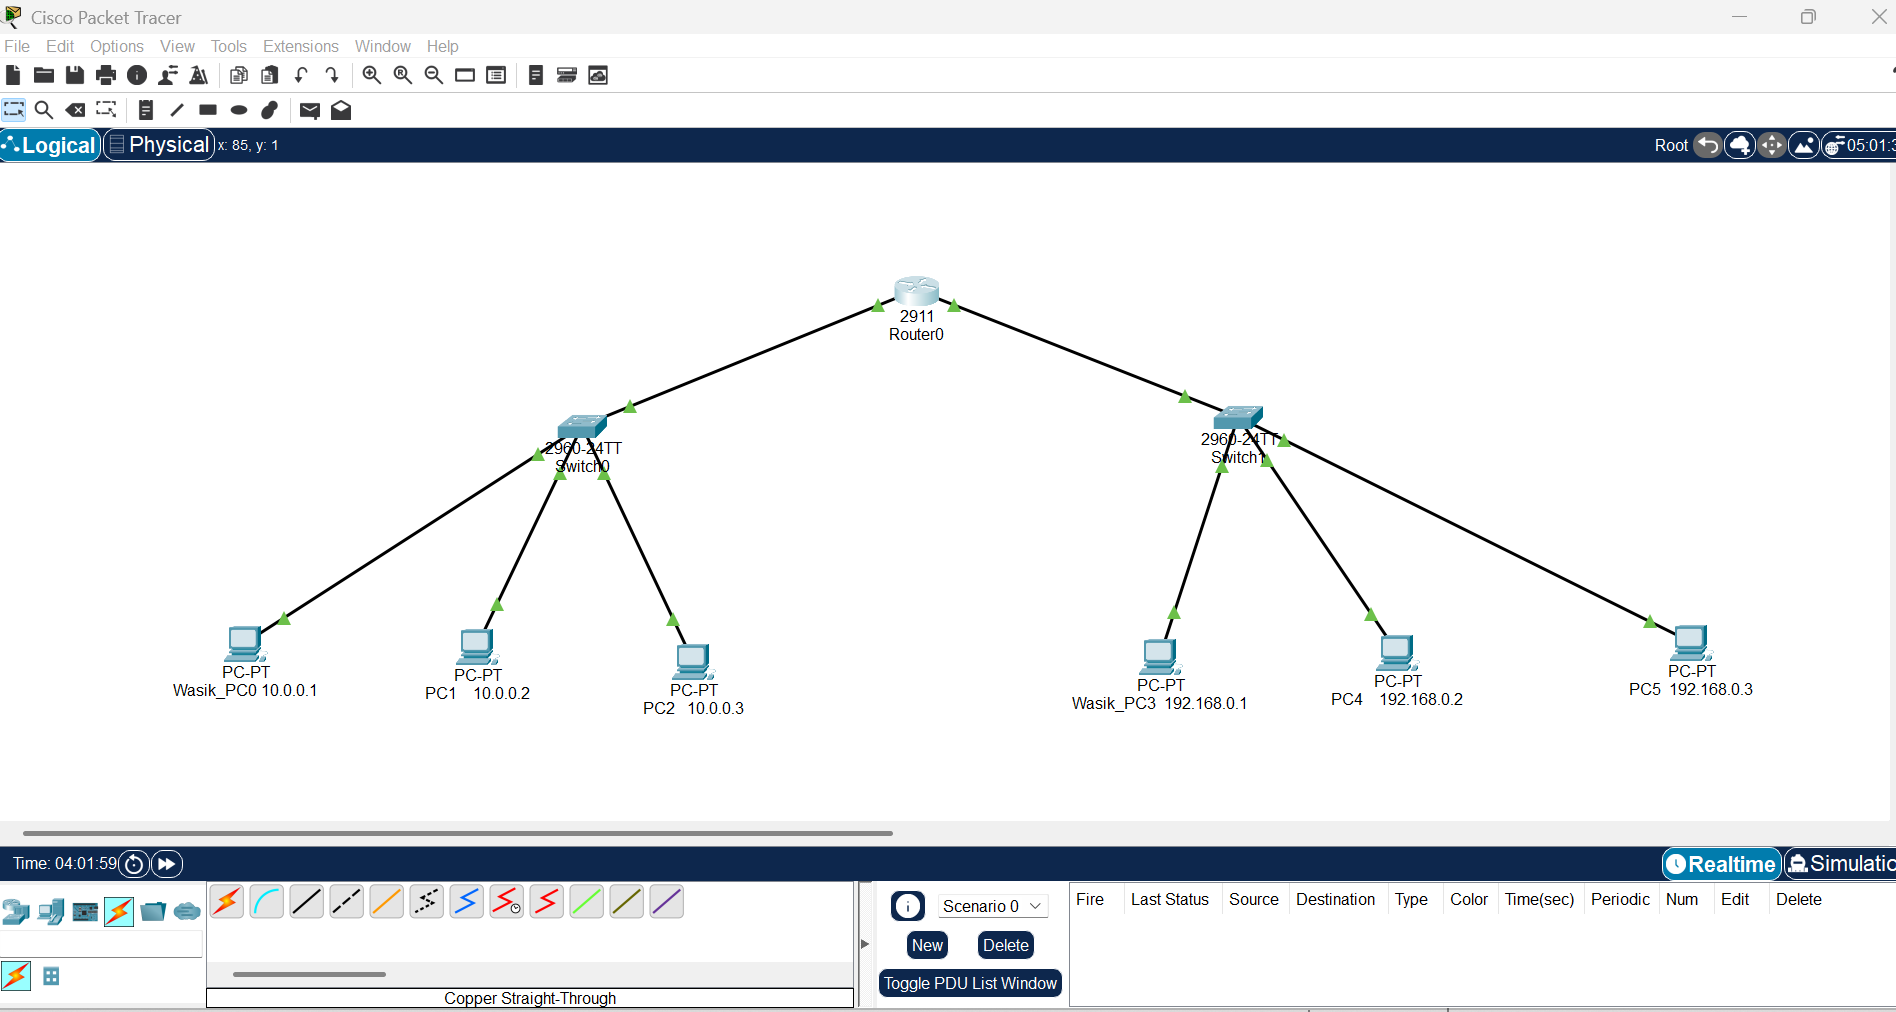 Cisco Packet Tracer
File Edit Options View Tools Extensions Window Help
Logical Physical x: 85, y: 1 Root 05:01:3
2911
Router0
2960-24TT
Switch0
2960-24TT
Switch1
PC-PT
Wasik_PC0 10.0.0.1
PC-PT
PC1 10.0.0.2
PC-PT
PC2 10.0.0.3
PC-PT
Wasik_PC3 192.168.0.1
PC-PT
PC4 192.168.0.2
PC-PT
PC5 192.168.0.3
Time: 04:01:59 Realtime Simulatio
Scenario 0
New Delete
Toggle PDU List Window
Fire Last Status Source Destination Type Color Time(sec) Periodic Num Edit Delete
Copper Straight-Through